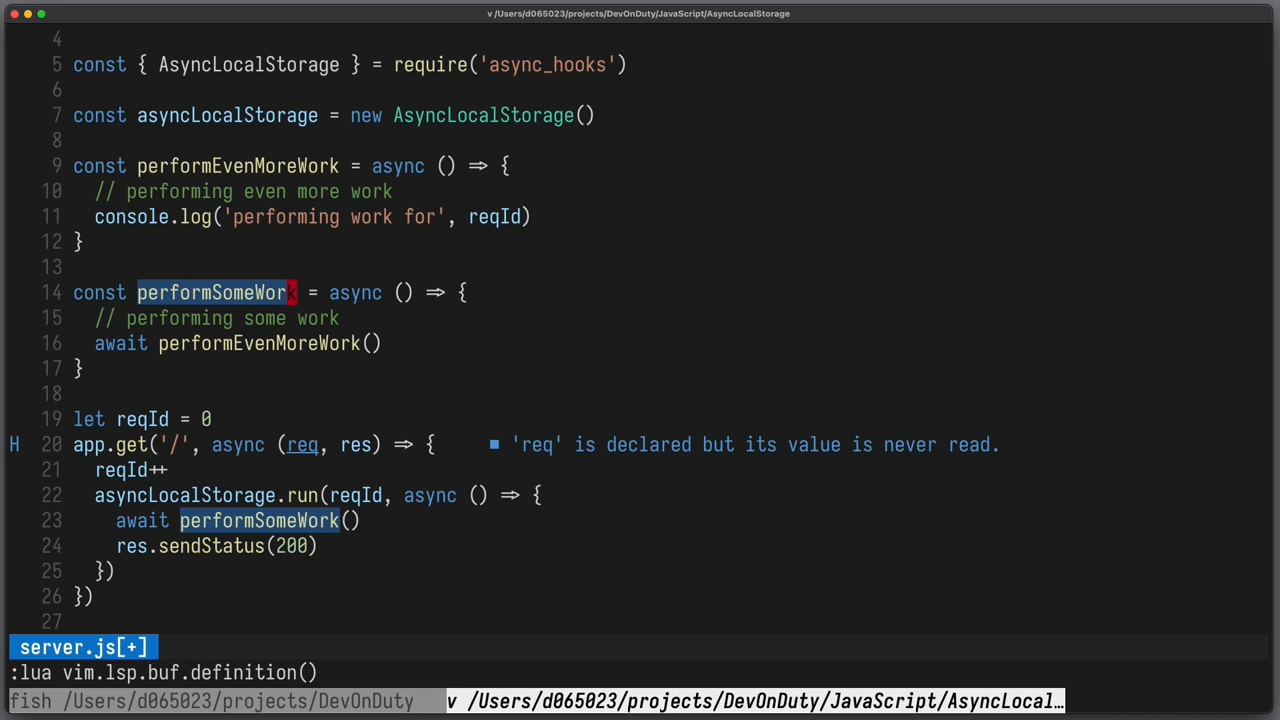 v /Users/d065023/projects/DevOnDuty/JavaScript/AsyncLocalStorage
4
5 const { AsyncLocalStorage } = require('async_hooks')
6
7 const asyncLocalStorage = new AsyncLocalStorage()
8
9 const performEvenMoreWork = async () => {
10 // performing even more work
11 console.log('performing work for', reqId)
12 }
13
14 const performSomeWork = async () => {
15 // performing some work
16 await performEvenMoreWork()
17 }
18
19 let reqId = 0
H 20 app.get('/', async (req, res) => { ■ 'req' is declared but its value is never read.
21 reqId++
22 asyncLocalStorage.run(reqId, async () => {
23 await performSomeWork()
24 res.sendStatus(200)
25 })
26 })
27
server.js[+]
:lua vim.lsp.buf.definition()
fish /Users/d065023/projects/DevOnDuty v /Users/d065023/projects/DevOnDuty/JavaScript/AsyncLocal…